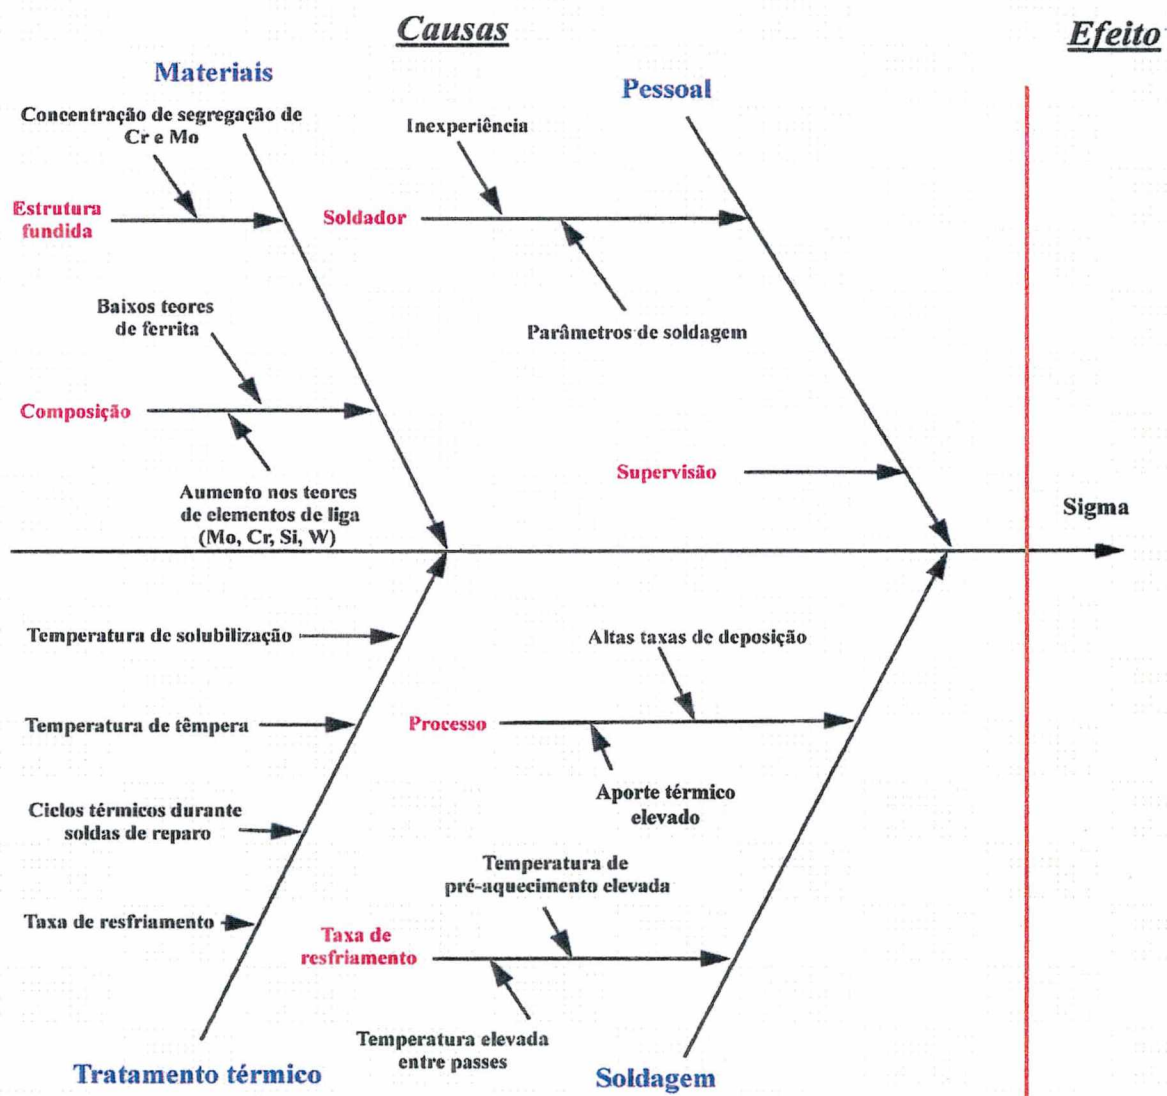 Causas
Efeito
Materiais
Concentração de segregação de
Cr e Mo
Estrutura
fundida
Baixos teores
de ferrita
Composição
Aumento nos teores
de elementos de liga
(Mo, Cr, Si, W)
Pessoal
Inexperiência
Soldador
Parâmetros de soldagem
Supervisão
Sigma
Temperatura de solubilização
Temperatura de têmpera
Ciclos térmicos durante
soldas de reparo
Taxa de resfriamento
Tratamento térmico
Altas taxas de deposição
Processo
Aporte térmico
elevado
Temperatura de
pré-aquecimento elevada
Taxa de
resfriamento
Temperatura elevada
entre passes
Soldagem